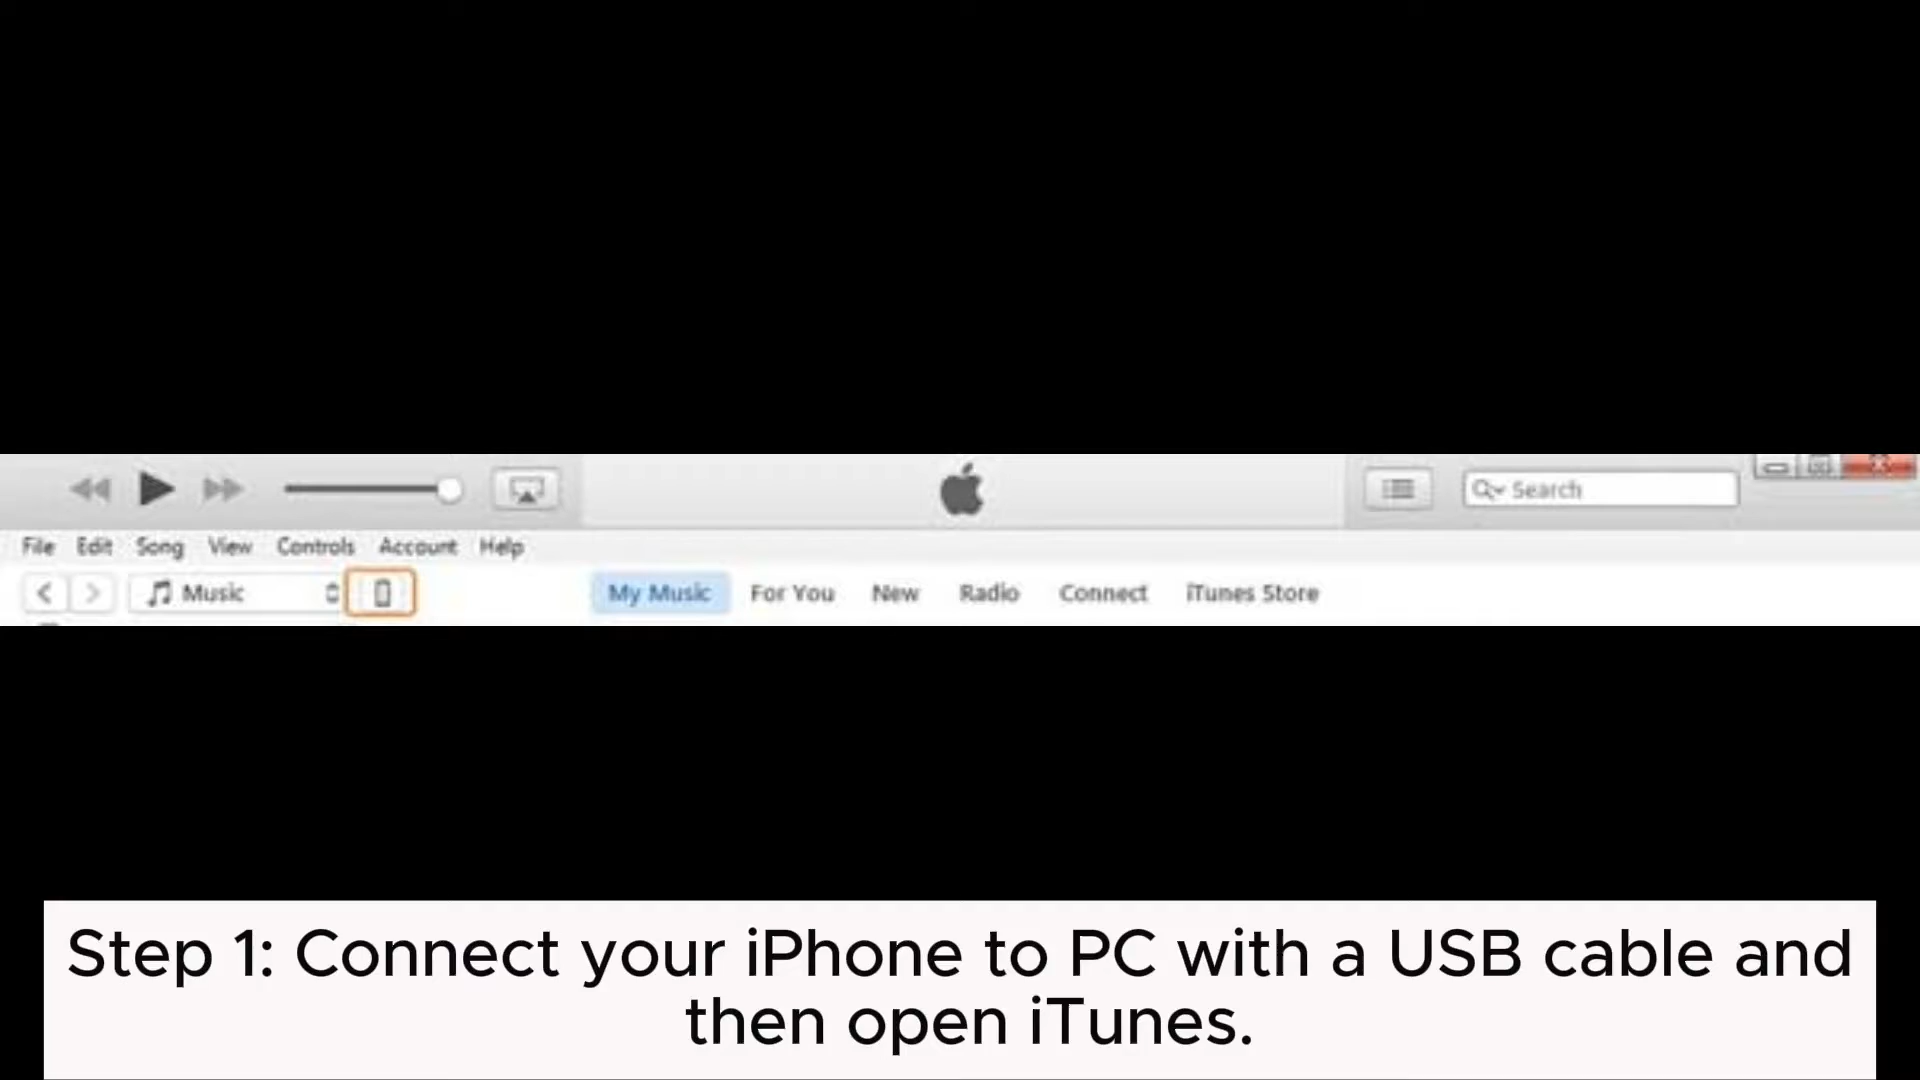 Search
File Edit Song View Controls Account Help
Music My Music For You New Radio Connect iTunes Store
Step 1: Connect your iPhone to PC with a USB cable and
then open iTunes.